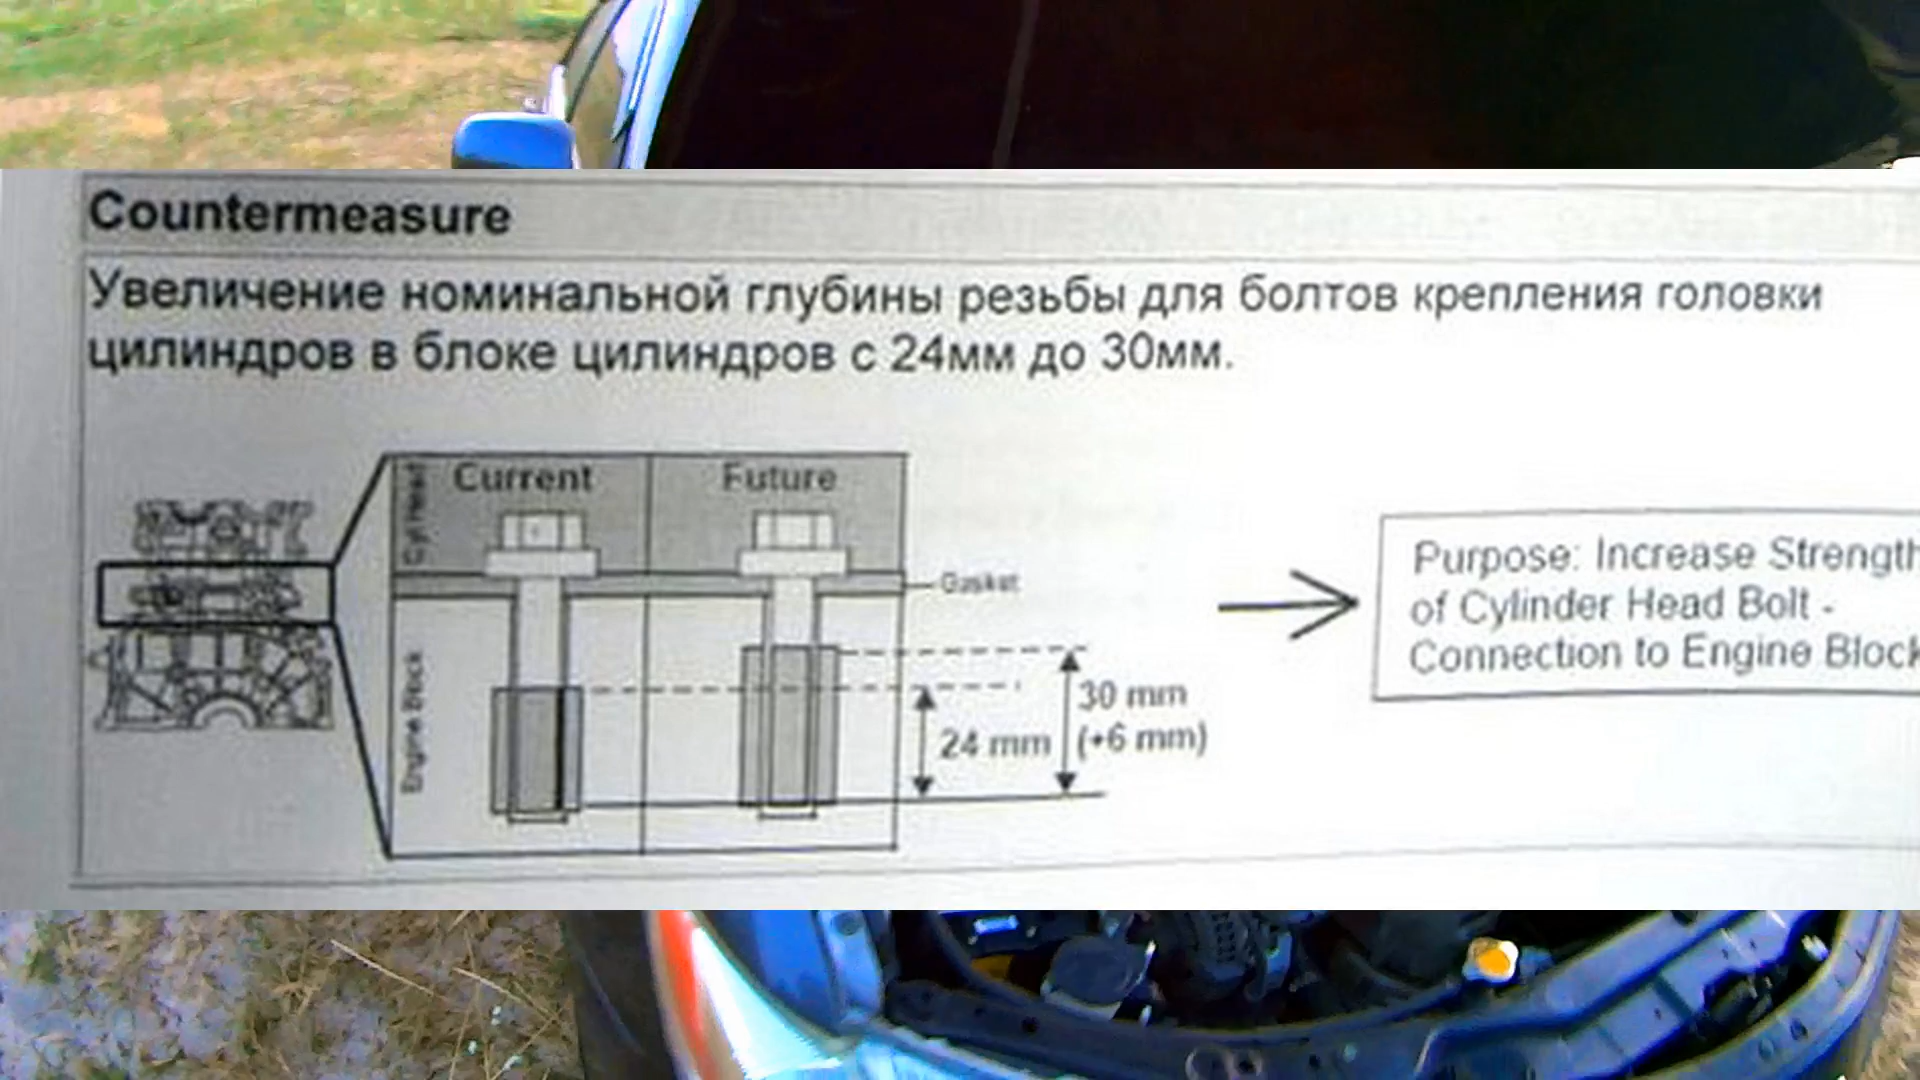 Countermeasure
Увеличение номинальной глубины резьбы для болтов крепления головки
цилиндров в блоке цилиндров с 24мм до 30мм.
Current
Future
Cyl Head
Gasket
Engine Block
24 mm
30 mm
(+6 mm)
Purpose: Increase Strength
of Cylinder Head Bolt -
Connection to Engine Block